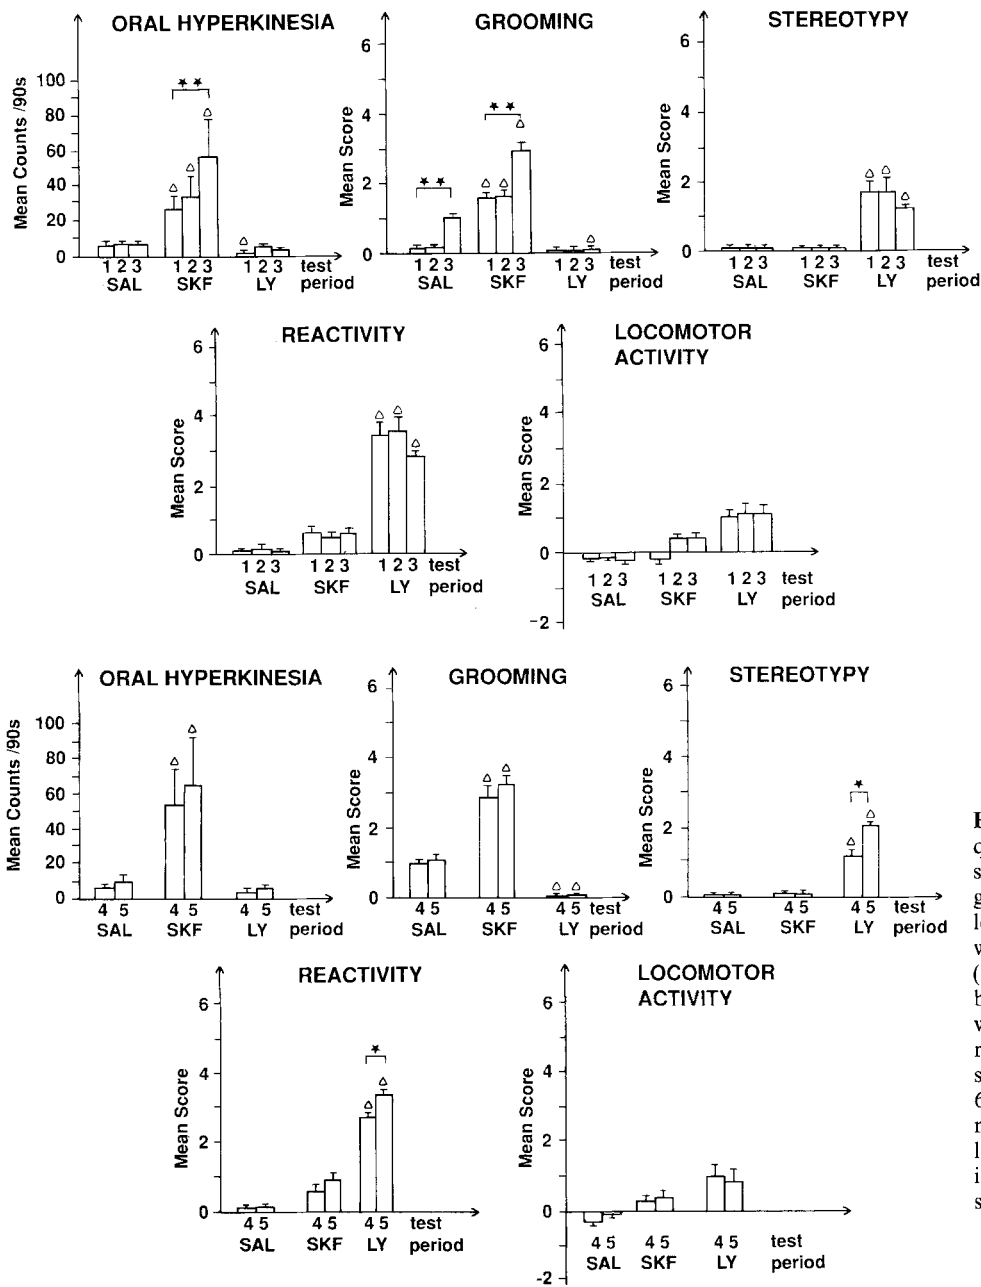 ORAL HYPERKINESIA
Mean Counts /90s
100
80
60
40
20
0
1 2 3 1 2 3 1 2 3 test
SAL SKF LY period
GROOMING
Mean Score
6
4
2
0
1 2 3 1 2 3 1 2 3 test
SAL SKF LY period
STEREOTYPY
Mean Score
6
4
2
0
1 2 3 1 2 3 1 2 3 test
SAL SKF LY period
REACTIVITY
Mean Score
6
4
2
0
1 2 3 1 2 3 1 2 3 test
SAL SKF LY period
LOCOMOTOR
ACTIVITY
Mean Score
6
4
2
0
-2
1 2 3 1 2 3 1 2 3 test
SAL SKF LY period
ORAL HYPERKINESIA
Mean Counts /90s
100
80
60
40
20
0
4 5 4 5 4 5 test
SAL SKF LY period
GROOMING
Mean Score
6
4
2
0
4 5 4 5 4 5 test
SAL SKF LY period
STEREOTYPY
Mean Score
6
4
2
0
4 5 4 5 4 5 test
SAL SKF LY period
REACTIVITY
Mean Score
6
4
2
0
4 5 4 5 4 5 test
SAL SKF LY period
LOCOMOTOR
ACTIVITY
Mean Score
6
4
2
0
-2
4 5 4 5 4 5 test
SAL SKF LY period